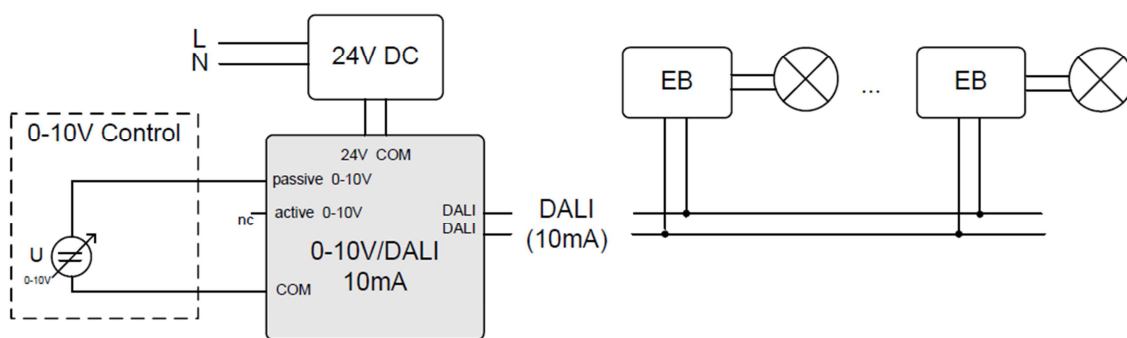 L
N
24V DC
EB
...
EB
0-10V Control
24V COM
passive 0-10V
nc
active 0-10V
DALI
DALI
DALI
(10mA)
0-10V/DALI
10mA
U
0-10V
COM